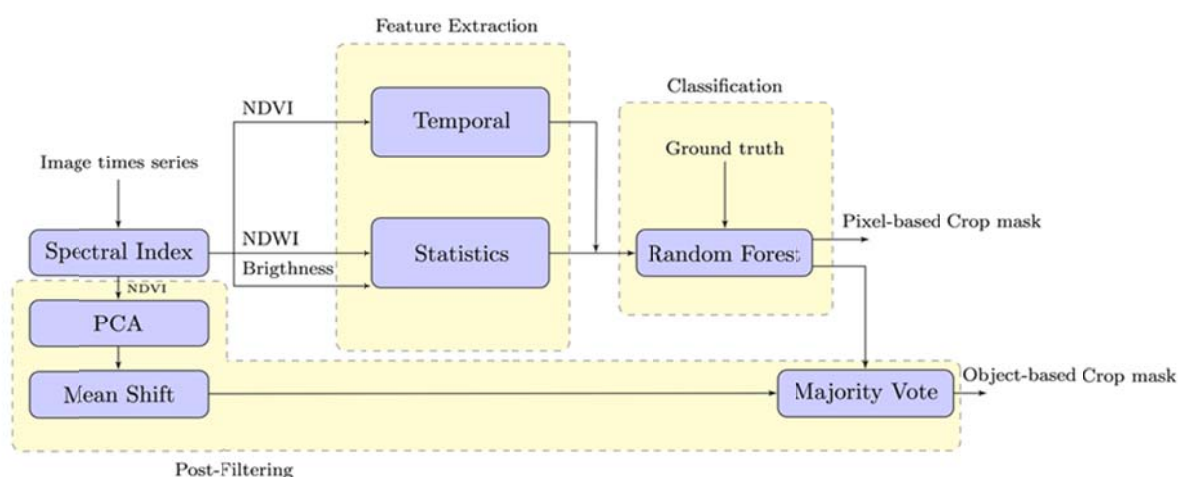 Feature Extraction
Classification
NDVI
Temporal
Ground truth
Image times series
Pixel-based Crop mask
Spectral Index
NDWI
Statistics
Random Forest
Brigthness
NDVI
PCA
Mean Shift
Majority Vote
Object-based Crop mask
Post-Filtering